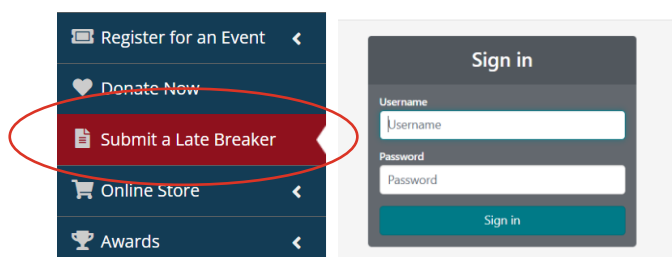 Register for an Event
Donate Now
Submit a Late Breaker
Online Store
Awards
Sign in
Username
Username
Password
Password
Sign in